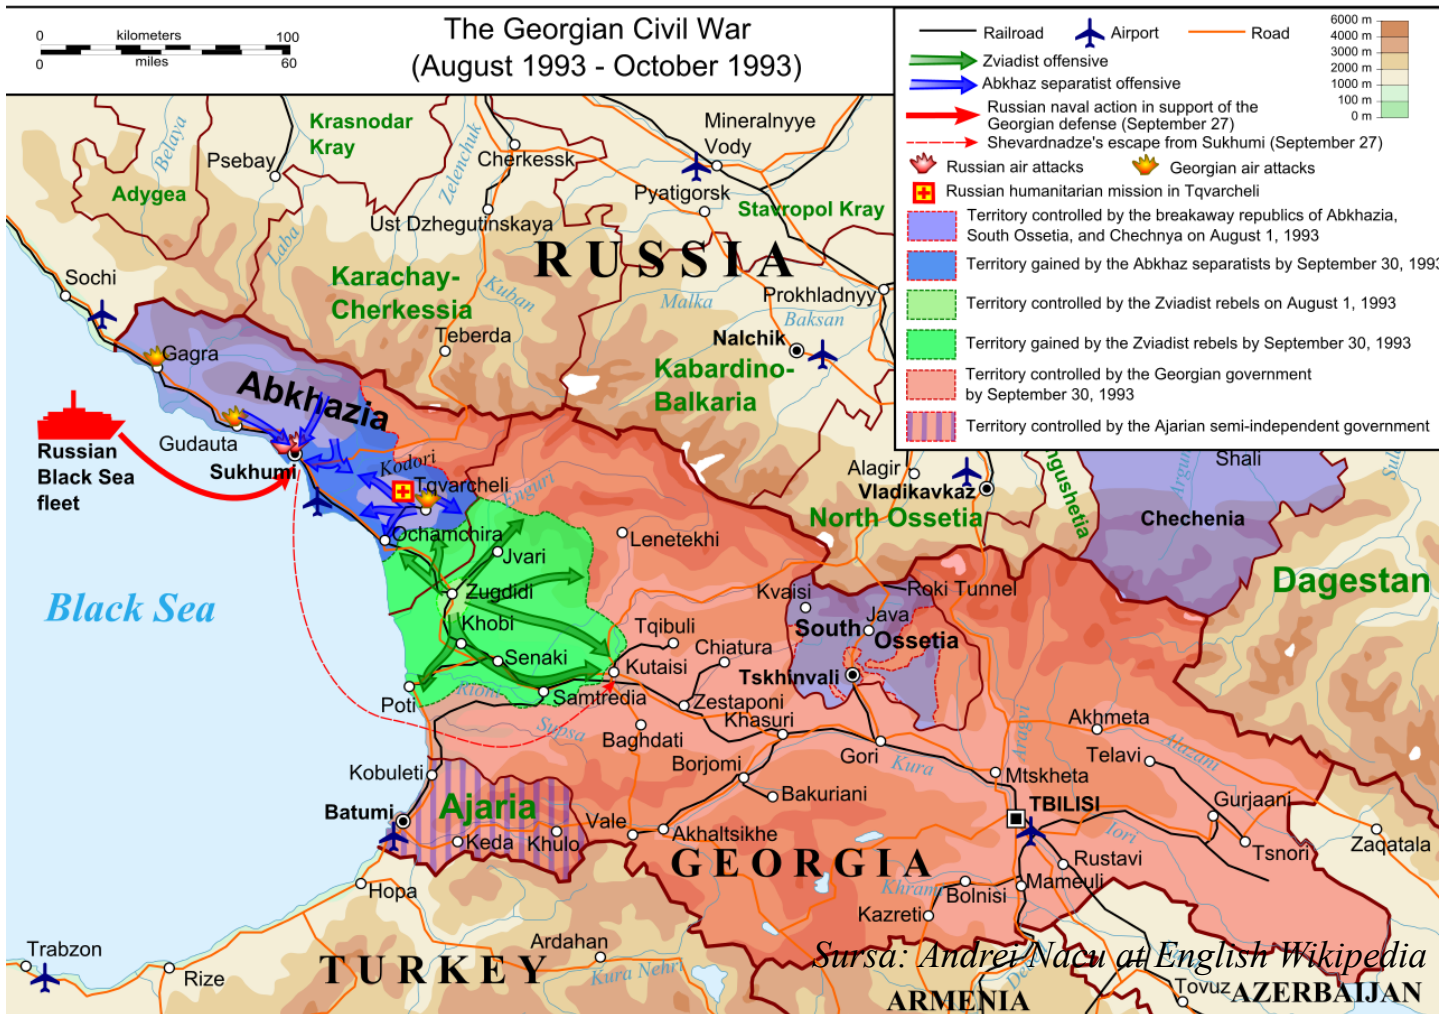 The Georgian Civil War
(August 1993 - October 1993)
0 kilometers 100
0 miles 60
Railroad Airport Road
Zviadist offensive
Abkhaz separatist offensive
Russian naval action in support of the
Georgian defense (September 27)
Shevardnadze's escape from Sukhumi (September 27)
Russian air attacks Georgian air attacks
Russian humanitarian mission in Tqvarcheli
Territory controlled by the breakaway republics of Abkhazia,
South Ossetia, and Chechnya on August 1, 1993
Territory gained by the Abkhaz separatists by September 30, 1993
Territory controlled by the Zviadist rebels on August 1, 1993
Territory gained by the Zviadist rebels by September 30, 1993
Territory controlled by the Georgian government
by September 30, 1993
Territory controlled by the Ajarian semi-independent government
6000 m
4000 m
3000 m
2000 m
1000 m
100 m
0 m
Krasnodar
Kray
Belaya
Psebay
Adygea
Laba
Zelenchuk
Cherkessk
Ust Dzhegutinskaya
Mineralnyye
Vody
Pyatigorsk
Stavropol Kray
RUSSIA
Karachay-
Cherkessia
Kuban
Malka
Baksan
Prokhladnyy
Teberda
Nalchik
Kabardino-
Balkaria
Sochi
Gagra
Abkhazia
Gudauta
Sukhumi
Russian
Black Sea
fleet
Kodori
Tqvarcheli
Enguri
Ochamchira
Jvari
Lenetekhi
Zugdidi
Khobi
Senaki
Tqibuli
Chiatura
Kutaisi
Poti
Rioni
Samtredia
Zestaponi
Supsa
Khasuri
Baghdati
Black Sea
Alagir
Vladikavkaz
North Ossetia
ngushetia
Shali
Argun
Sul
Chechenia
Dagestan
Kvaisi
Roki Tunnel
Java
South Ossetia
Tskhinvali
Akhmeta
Aragvi
Telavi
Alazani
Gori
Kura
Mtskheta
Borjomi
Bakuriani
Kobuleti
Batumi
Ajaria
Keda
Khulo
Vale
Akhaltsikhe
TBILISI
Gurjaani
Iori
Tsnori
Zaqatala
GEORGIA
Rustavi
Mameuli
Khrami
Bolnisi
Kazreti
Hopa
Trabzon
Rize
Ardahan
TURKEY
Kura Nehri
Sursa: Andrei Nacu at English Wikipedia
ARMENIA
Tovuz
AZERBAIJAN